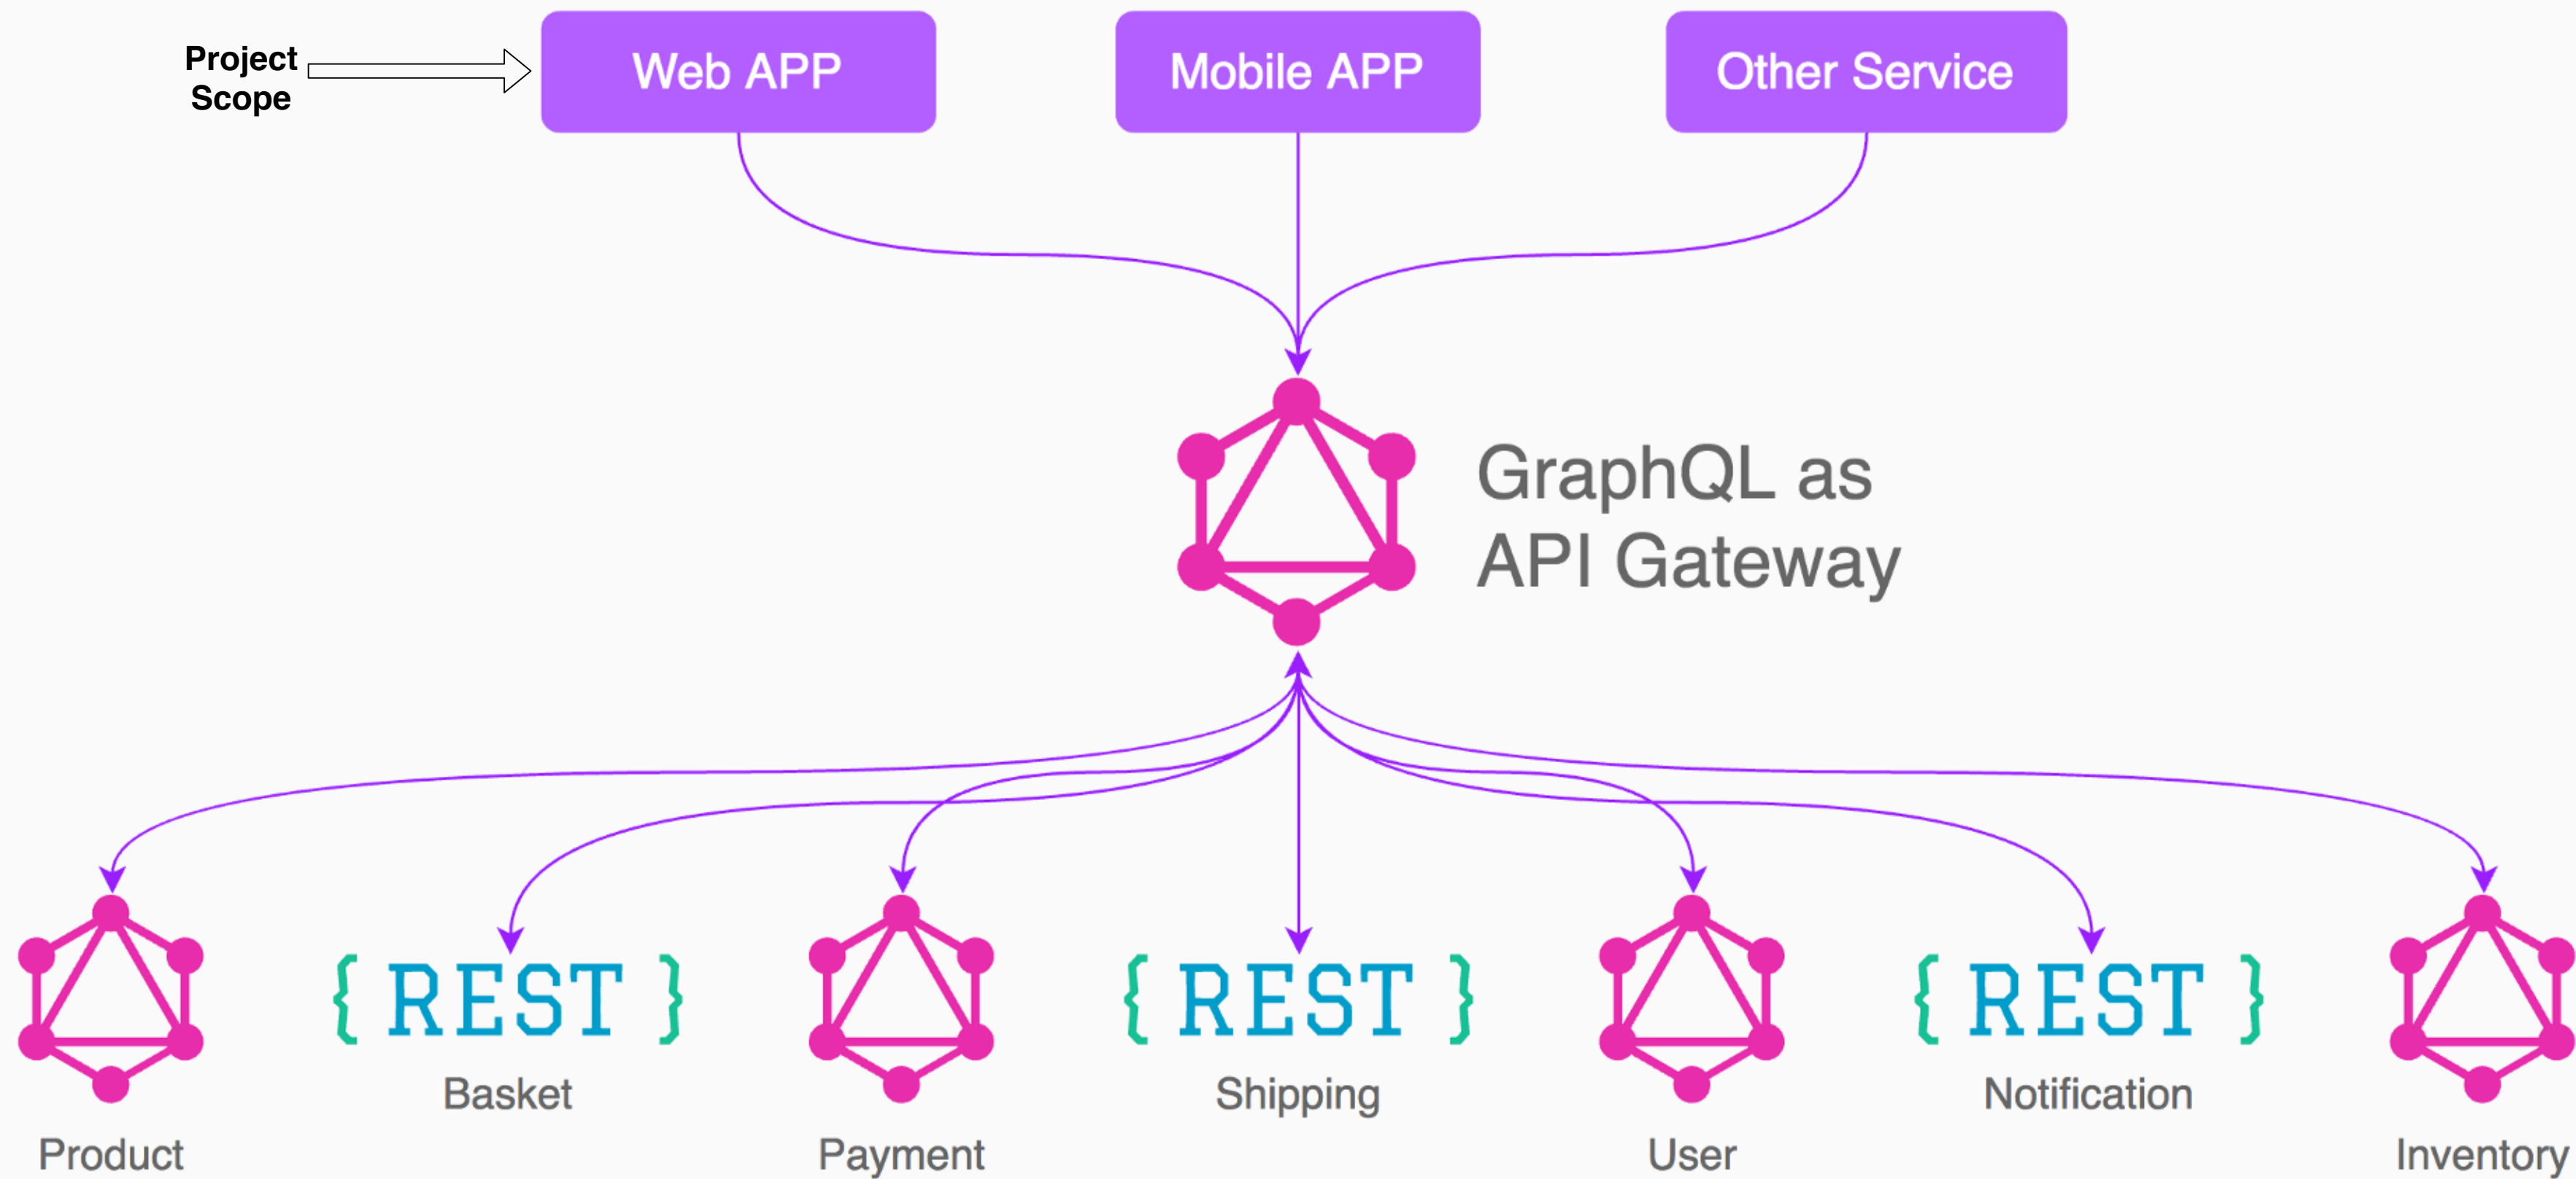 Project
Scope
Web APP
Mobile APP
Other Service
GraphQL as
API Gateway
{ REST }
{ REST }
{ REST }
Basket
Shipping
Notification
Product
Payment
User
Inventory